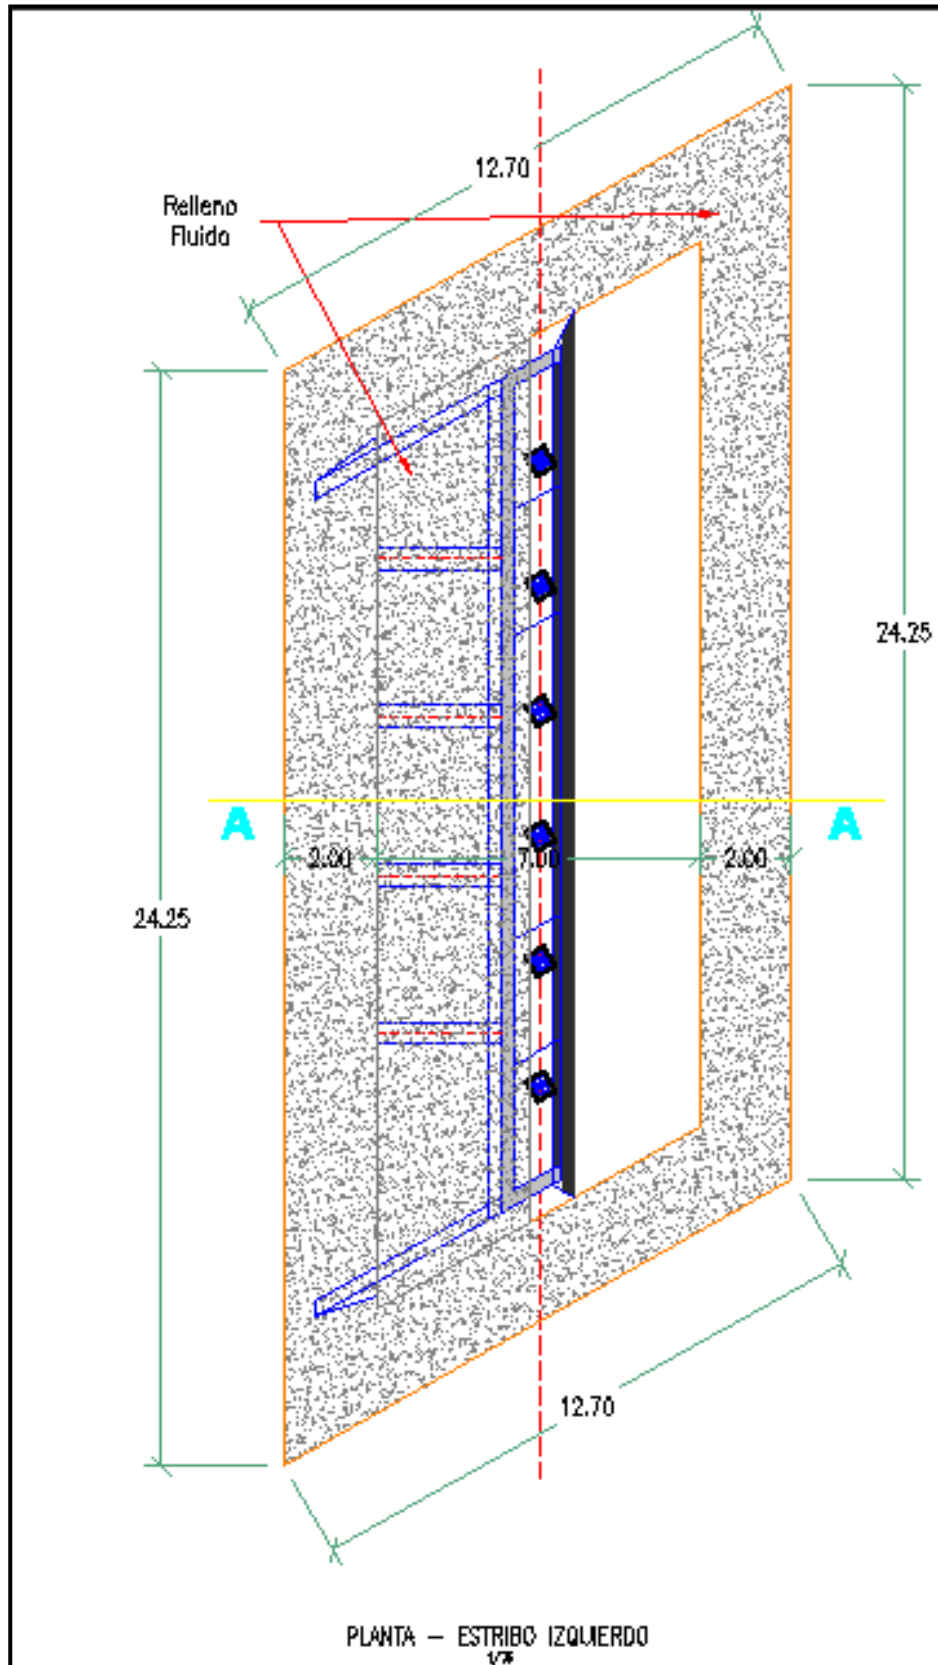 12.70
Relleno
Fluido
24.25
A A
2.00 7.00 2.00
24.25
12.70
PLANTA – ESTRIBO IZQUIERDO